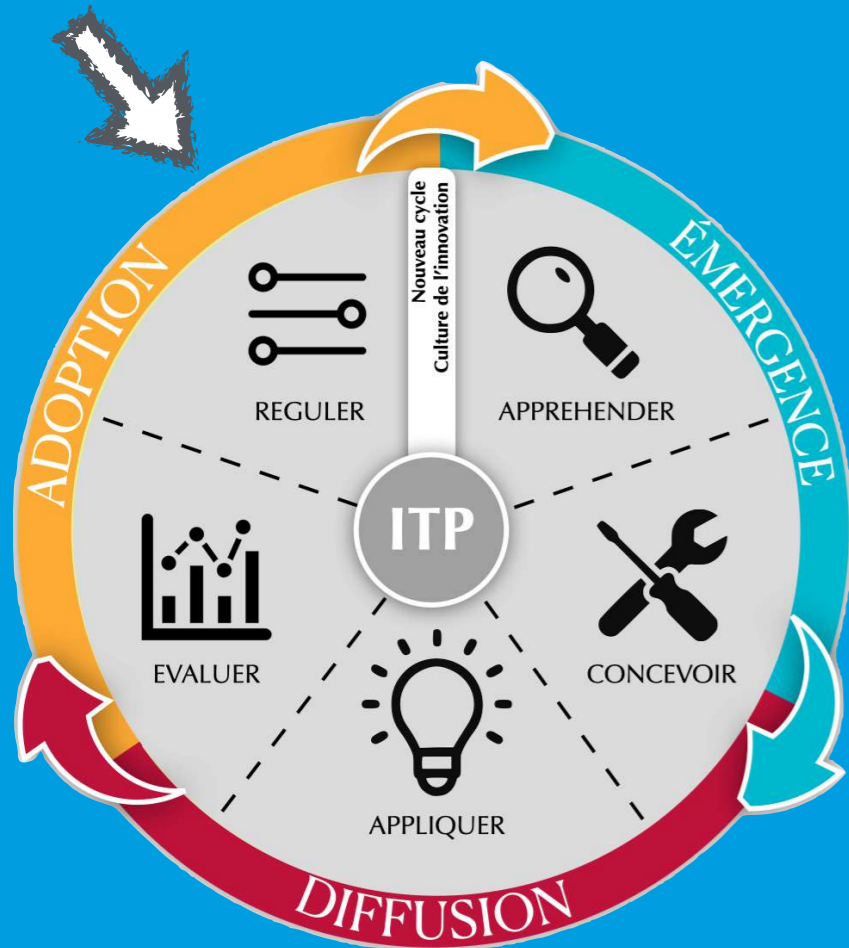 Nouveau cycle
Culture de l'innovation
ÉMERGENCE
APPREHENDER
CONCEVOIR
DIFFUSION
APPLIQUER
ADOPTION
EVALUER
REGULER
ITP